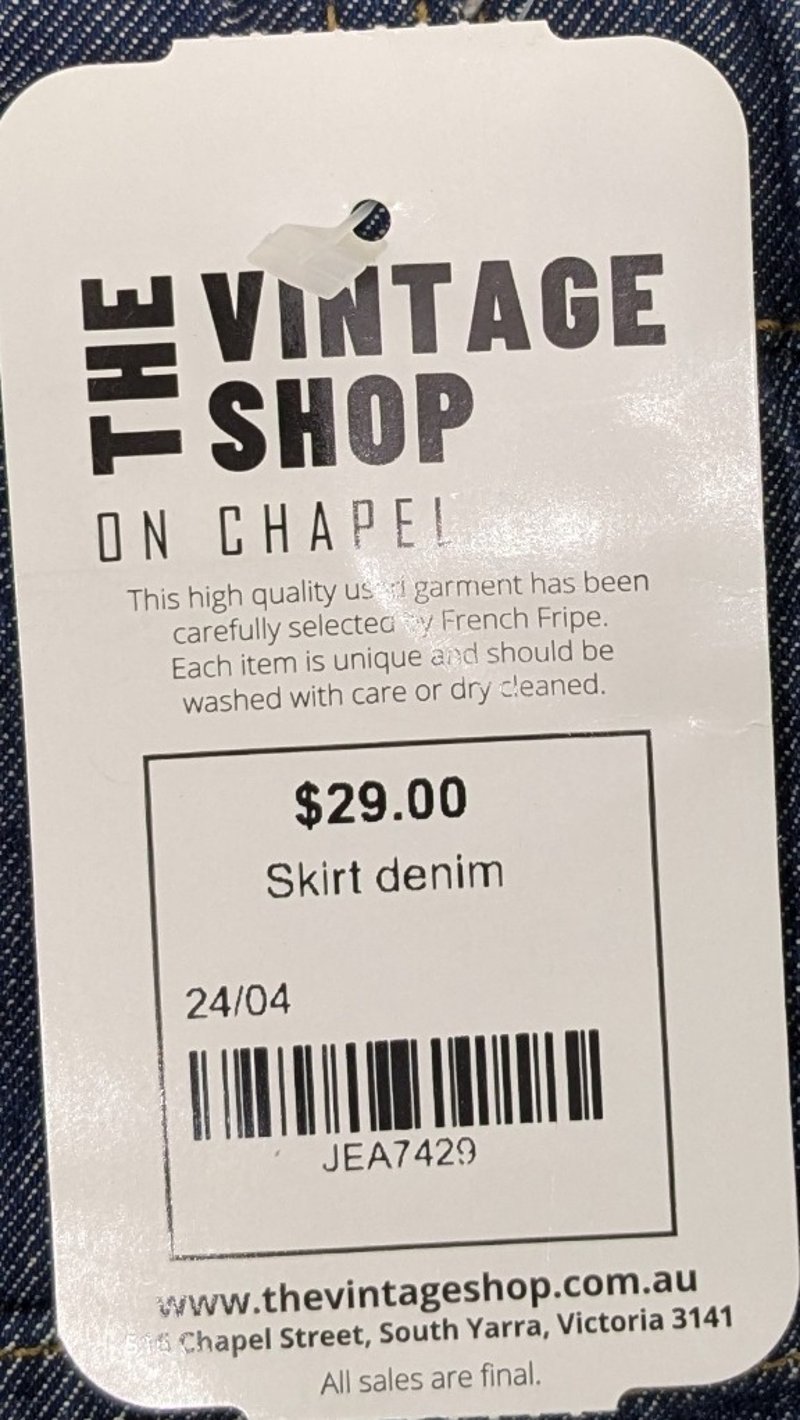 THE VINTAGE
SHOP
ON CHAPEL
This high quality used garment has been
carefully selected by French Fripe.
Each item is unique and should be
washed with care or dry cleaned.
$29.00
Skirt denim
24/04
JEA7429
www.thevintageshop.com.au
Chapel Street, South Yarra, Victoria 3141
All sales are final.